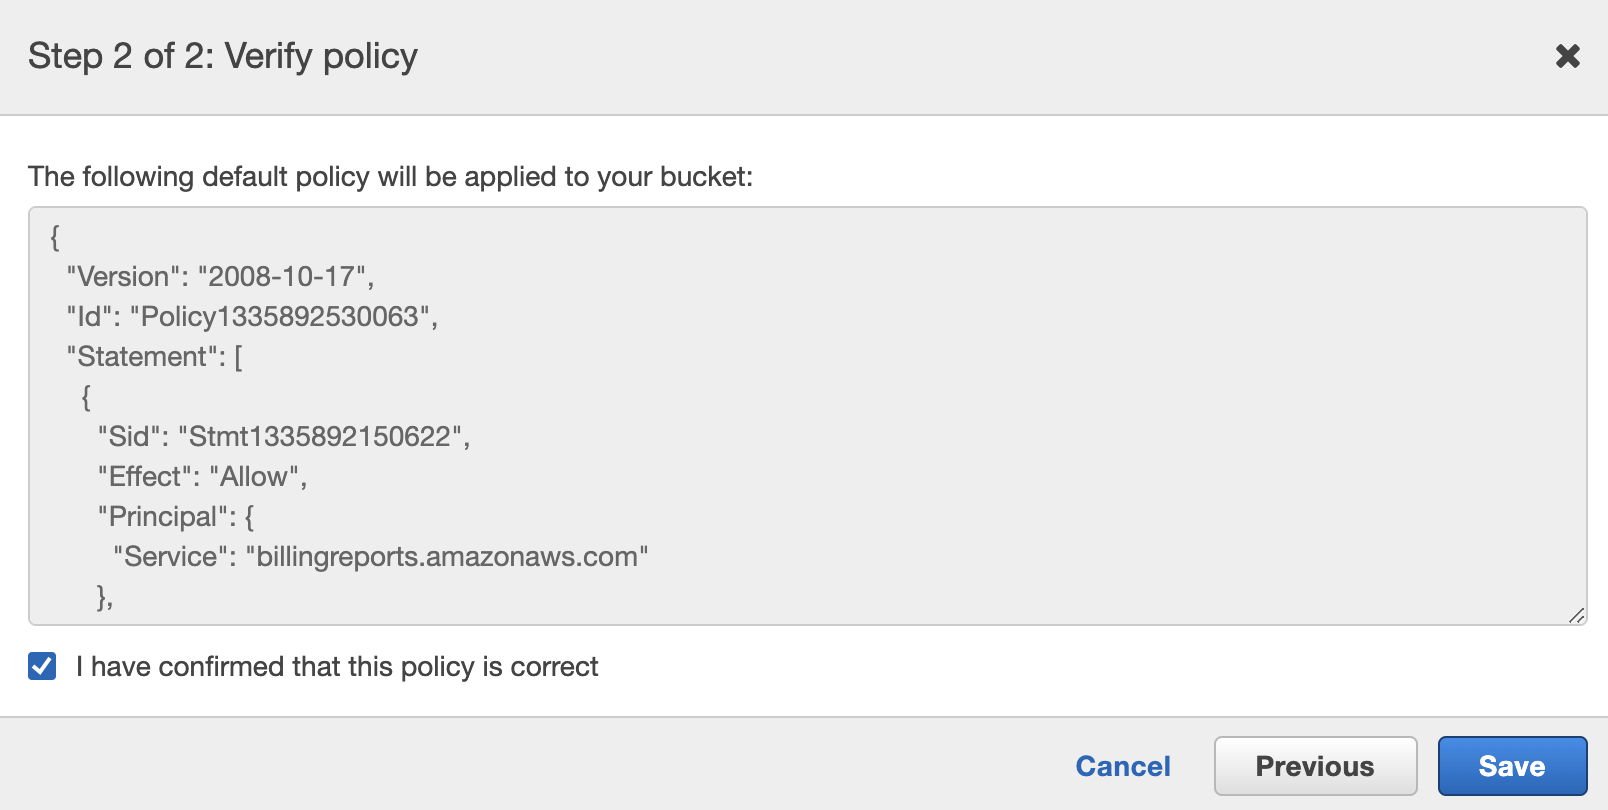 Step 2 of 2: Verify policy
The following default policy will be applied to your bucket:
{
"Version": "2008-10-17",
"Id": "Policy1335892530063",
"Statement": [
{
"Sid": "Stmt1335892150622",
"Effect": "Allow",
"Principal": {
"Service": "billingreports.amazonaws.com"
},
I have confirmed that this policy is correct
Cancel Previous Save